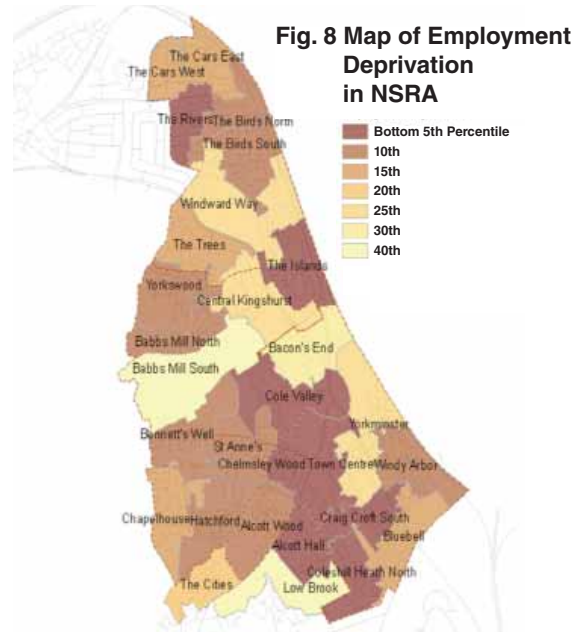 Fig. 8 Map of Employment
Deprivation
in NSRA
Bottom 5th Percentile
10th
15th
20th
25th
30th
40th
The Cars East
The Cars West
The Rivers
The Birds North
The Birds South
Windward Way
The Trees
The Islands
Yorkswood
Central Kingshurst
Babbs Mill North
Bacon's End
Babbs Mill South
Cole Valley
Yorkminster
Bennett's Well
St Anne's
Chelmsley Wood Town Centre
Windy Arbor
Chapelhouse
Hatchford
Alcott Wood
Craig Croft South
Bluebell
Alcott Hall
Coleshill Heath North
The Cities
Low Brook